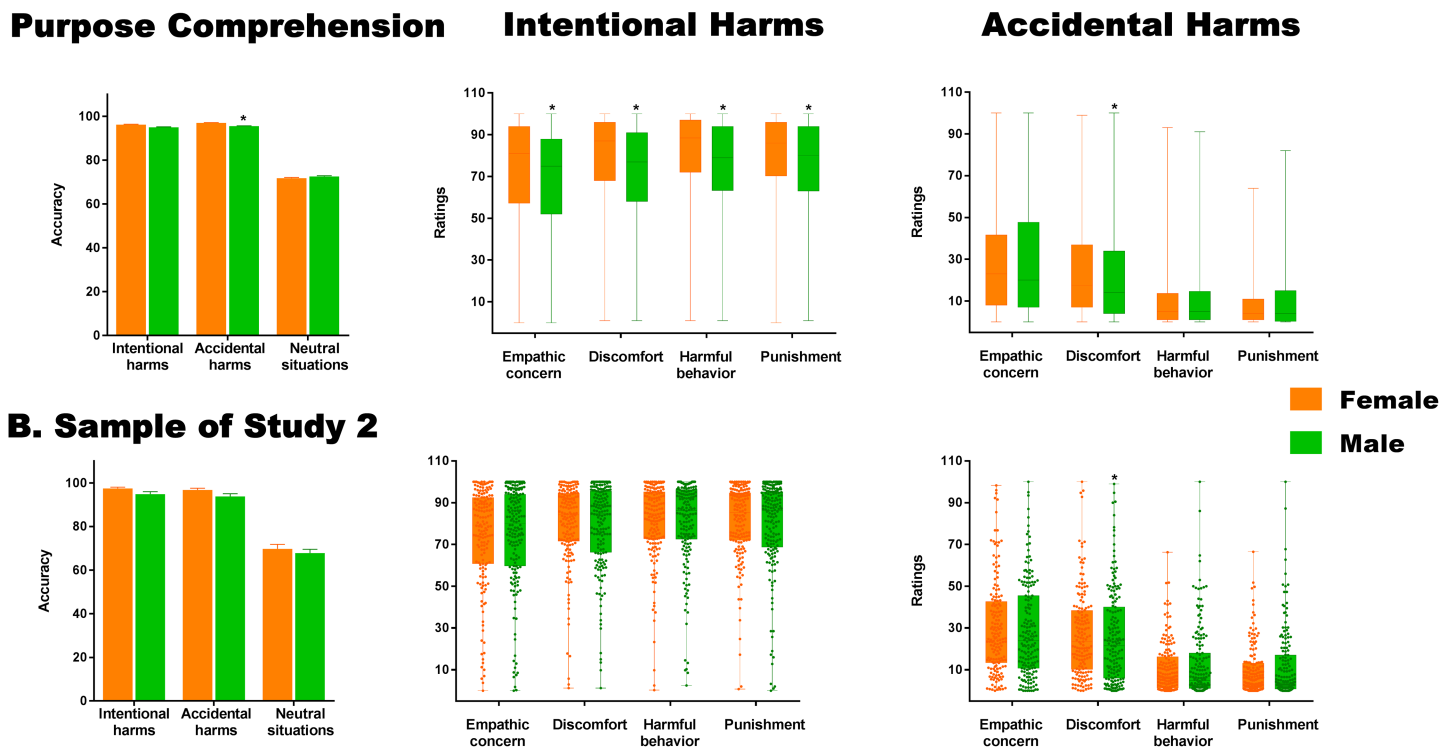 Purpose Comprehension
Intentional Harms
Accidental Harms
Accuracy
100
80
60
40
20
0
*
Intentional harms
Accidental harms
Neutral situations
Ratings
110
90
70
50
30
10
*
*
*
*
Empathic concern
Discomfort
Harmful behavior
Punishment
Ratings
110
90
70
50
30
10
*
Empathic concern
Discomfort
Harmful behavior
Punishment
Female
Male
B. Sample of Study 2
Accuracy
100
80
60
40
20
0
Intentional harms
Accidental harms
Neutral situations
110
90
70
50
30
10
Empathic concern
Discomfort
Harmful behavior
Punishment
Ratings
110
90
70
50
30
10
*
Empathic concern
Discomfort
Harmful behavior
Punishment